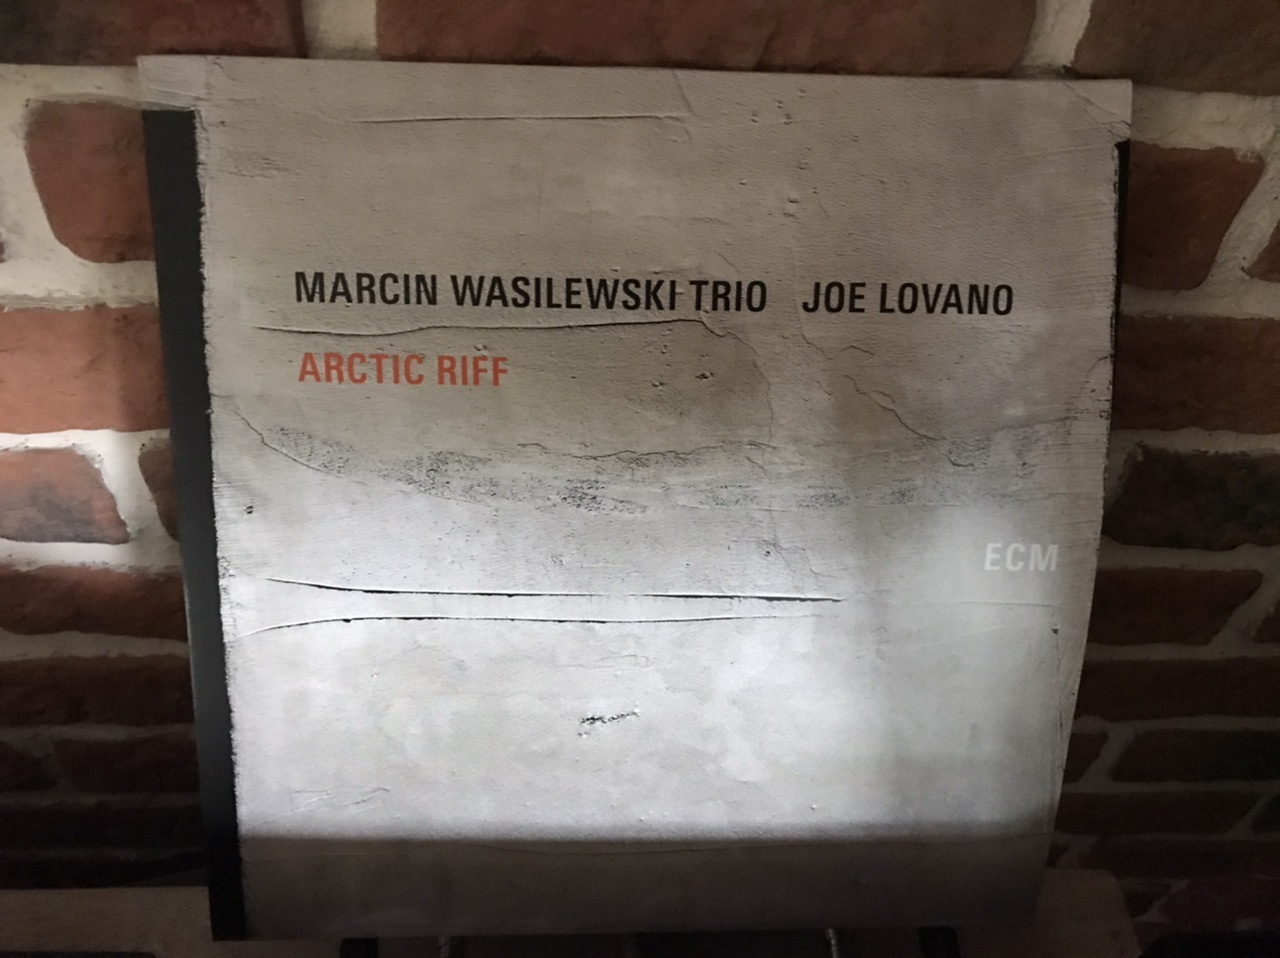 MARCIN WASILEWSKI TRIO JOE LOVANO
ARCTIC RIFF
ECM